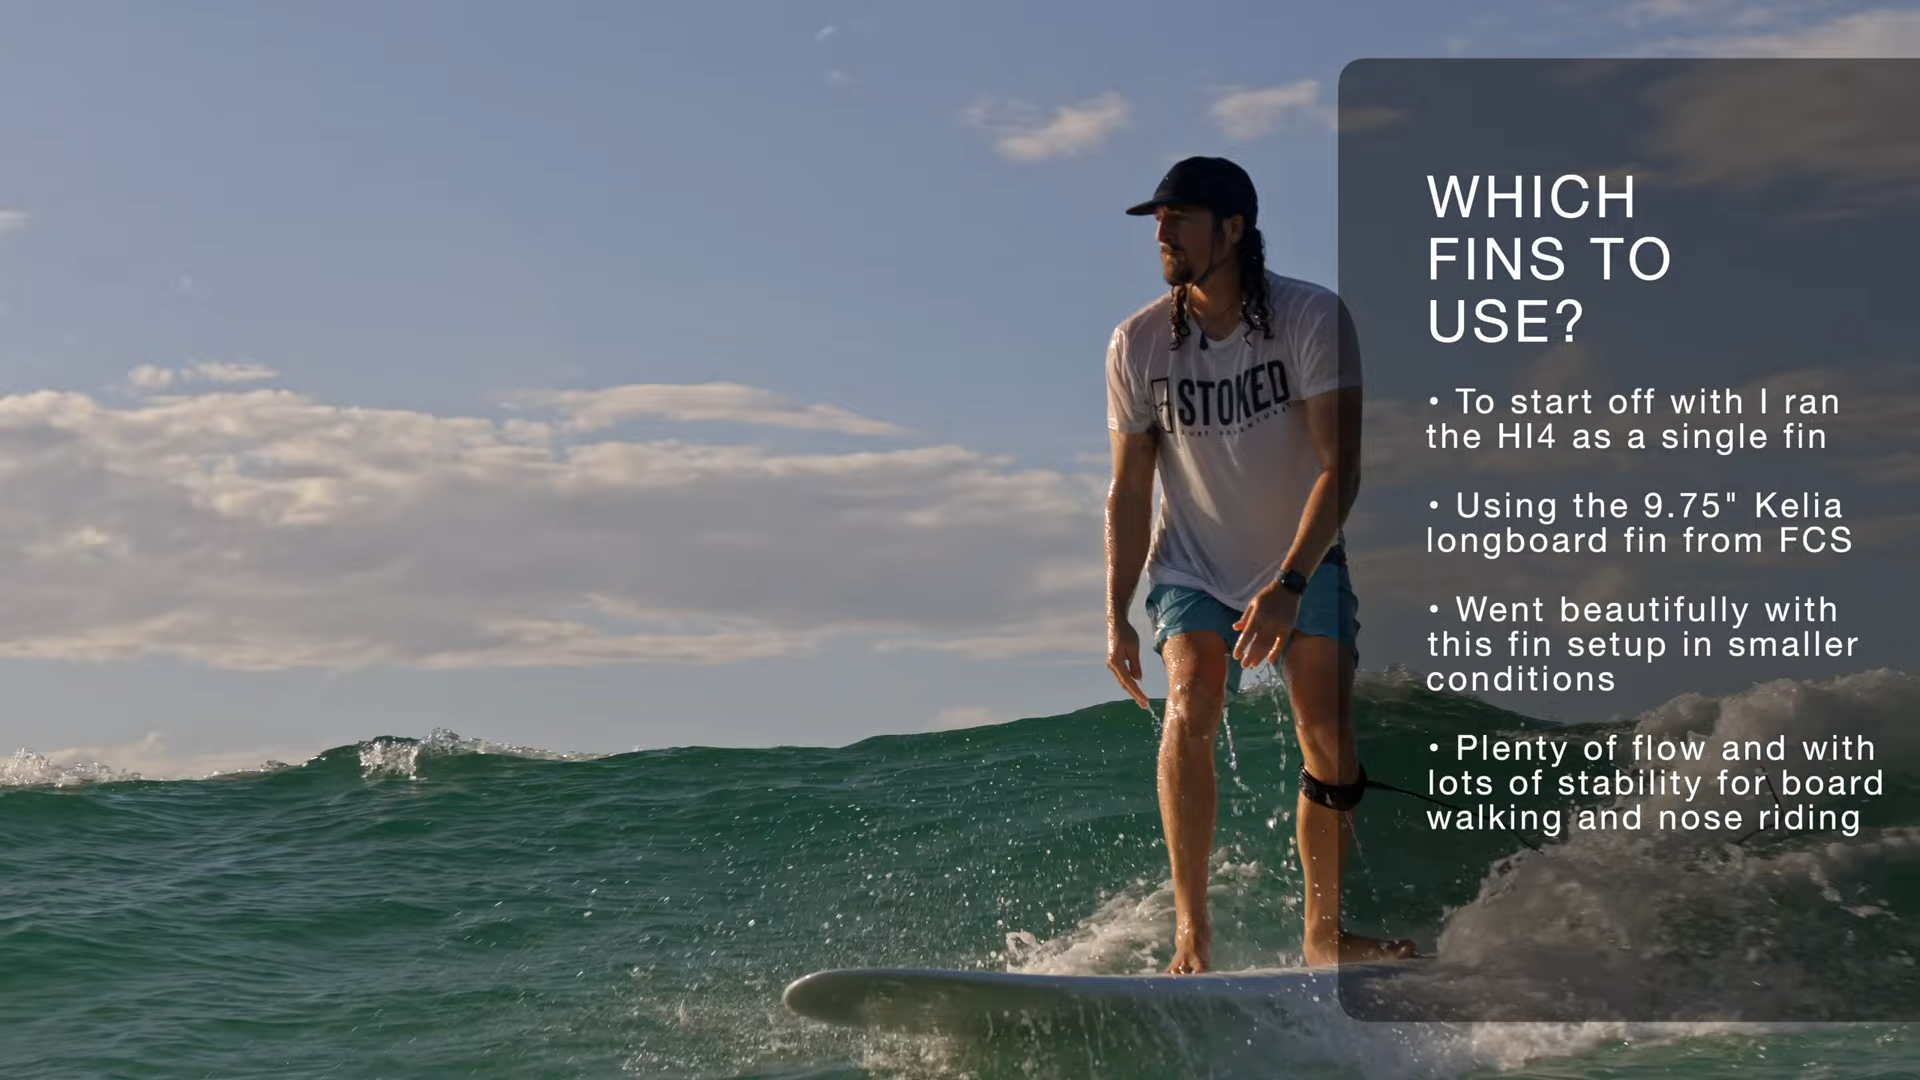 WHICH
FINS TO
USE?
• To start off with I ran
the HI4 as a single fin
• Using the 9.75" Kelia
longboard fin from FCS
• Went beautifully with
this fin setup in smaller
conditions
• Plenty of flow and with
lots of stability for board
walking and nose riding
STOKED